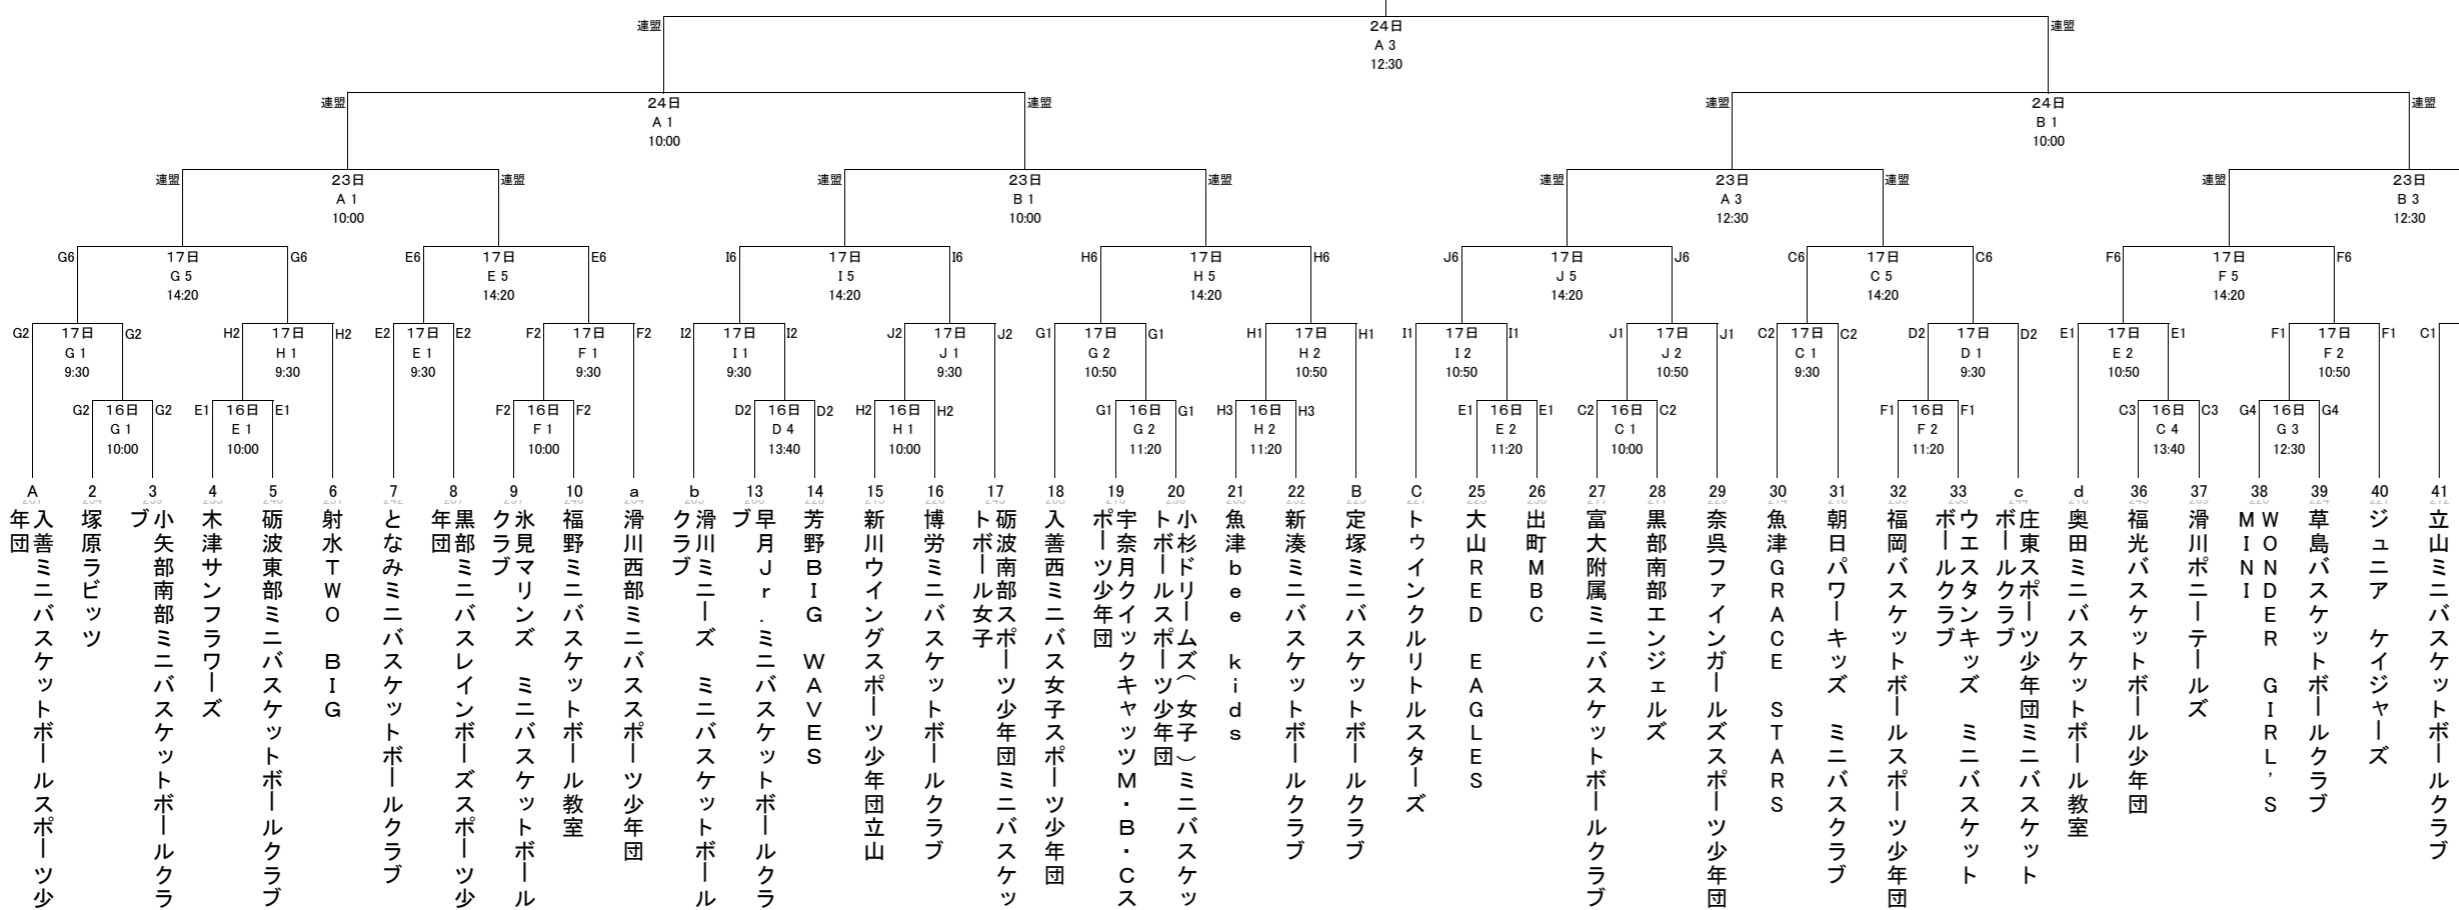 連盟 24日 連盟
A 3
12:30
連盟 24日 連盟 連盟 24日 連盟
A 1 B 1
10:00 10:00
連盟 23日 連盟 連盟 23日 連盟 連盟 23日 連盟 連盟 23日
A 1 B 1 A 3 B 3
10:00 10:00 12:30 12:30
G6 17日 G6 E6 17日 E6 I6 17日 I6 H6 17日 H6 J6 17日 J6 C6 17日 C6 F6 17日 F6
G 5 E 5 I 5 H 5 J 5 C 5 F 5
14:20 14:20 14:20 14:20 14:20 14:20 14:20
G2 17日 G2 H2 17日 H2 E2 17日 E2 F2 17日 F2 I2 17日 I2 J2 17日 J2 G1 17日 G1 H1 17日 H1 I1 17日 I1 J1 17日 J1 C2 17日 C2 D2 17日 D2 E1 17日 E1 F1 17日 F1 C1
G 1 H 1 E 1 F 1 I 1 J 1 G 2 H 2 I 2 J 2 C 1 D 1 E 2 F 2
9:30 9:30 9:30 9:30 9:30 9:30 10:50 10:50 10:50 10:50 9:30 9:30 10:50 10:50
G2 16日 G2 E1 16日 E1 F2 16日 F2 D2 16日 D2 H2 16日 H2 G1 16日 G1 H3 16日 H3 E1 16日 E1 C2 16日 C2 F1 16日 F1 C3 16日 C3 G4 16日 G4
G 1 E 1 F 1 D 4 H 1 G 2 H 2 E 2 C 1 F 2 C 4 G 3
10:00 10:00 10:00 13:40 10:00 11:20 11:20 11:20 10:00 11:20 13:40 12:30
A 2 3 4 5 6 7 8 9 10 a b 13 14 15 16 17 18 19 20 21 22 B C 25 26 27 28 29 30 31 32 33 c d 36 37 38 39 40 41
入善ミニバスケットボールスポーツ少
年団
塚原ラビッツ
小矢部南部ミニバスケットボールクラ
ブ
木津サンフラワーズ
砺波東部ミニバスケットボールクラブ
射水TWO BIG
となみミニバスケットボールクラブ
黒部ミニバスレインボーズスポーツ少
年団
氷見マリンズ ミニバスケットボール
クラブ
福野ミニバスケットボール教室
滑川西部ミニバススポーツ少年団
滑川ミニーズ ミニバスケットボール
クラブ
早月Jr.ミニバスケットボールクラ
ブ
芳野BIG WAVES
新川ウイングスポーツ少年団立山
博労ミニバスケットボールクラブ
砺波南部スポーツ少年団ミニバスケッ
トボール女子
入善西ミニバス女子スポーツ少年団
宇奈月クイックキャッツM・B・Cス
ポーツ少年団
小杉ドリームズ(女子)ミニバスケッ
トボールスポーツ少年団
魚津bee kids
新湊ミニバスケットボールクラブ
定塚ミニバスケットボールクラブ
トゥインクルリトルスターズ
大山RED EAGLES
出町MBC
富大附属ミニバスケットボールクラブ
黒部南部エンジェルズ
奈呉ファインガールズスポーツ少年団
魚津GRACE STARS
朝日パワーキッズ ミニバスクラブ
福岡バスケットボールスポーツ少年団
ウエスタンキッズ ミニバスケット
ボールクラブ
庄東スポーツ少年団ミニバスケット
ボールクラブ
奥田ミニバスケットボール教室
福光バスケットボール少年団
滑川ポニーテールズ
WONDER GIRL'S
MINI
草島バスケットボールクラブ
ジュニア ケイジャーズ
立山ミニバスケットボールクラブ